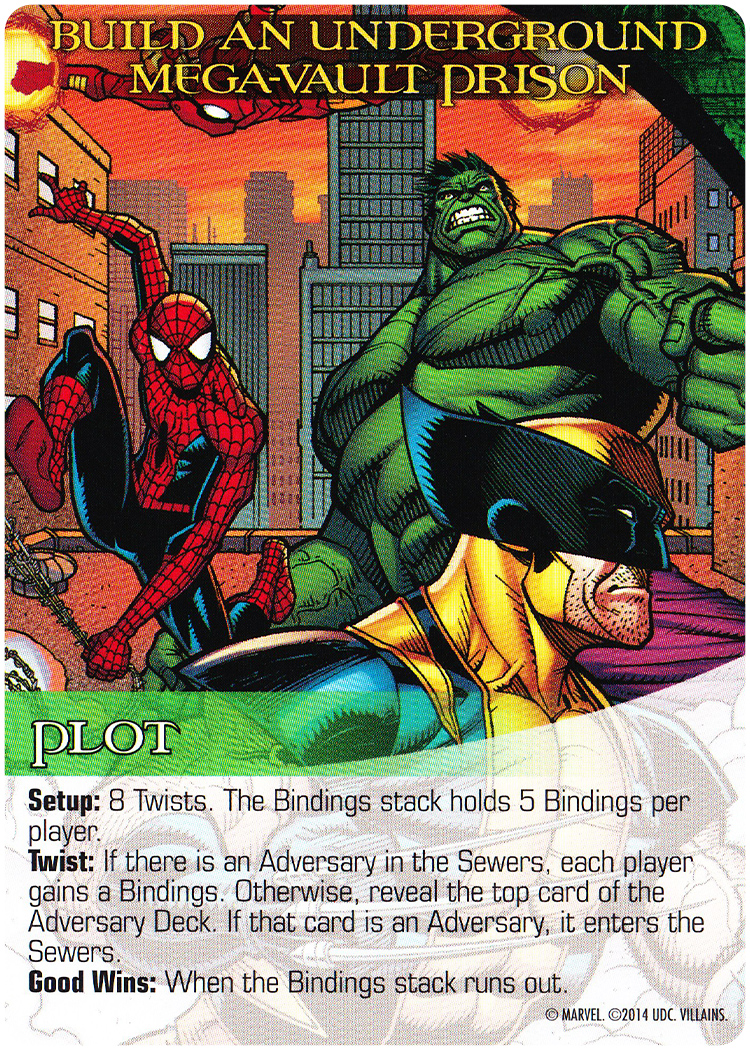 BUILD AN UNDERGROUND
MEGA-VAULT PRISON
PLOT
Setup: 8 Twists. The Bindings stack holds 5 Bindings per
player.
Twist: If there is an Adversary in the Sewers, each player
gains a Bindings. Otherwise, reveal the top card of the
Adversary Deck. If that card is an Adversary, it enters the
Sewers.
Good Wins: When the Bindings stack runs out.
© MARVEL. ©2014 UDC. VILLAINS.